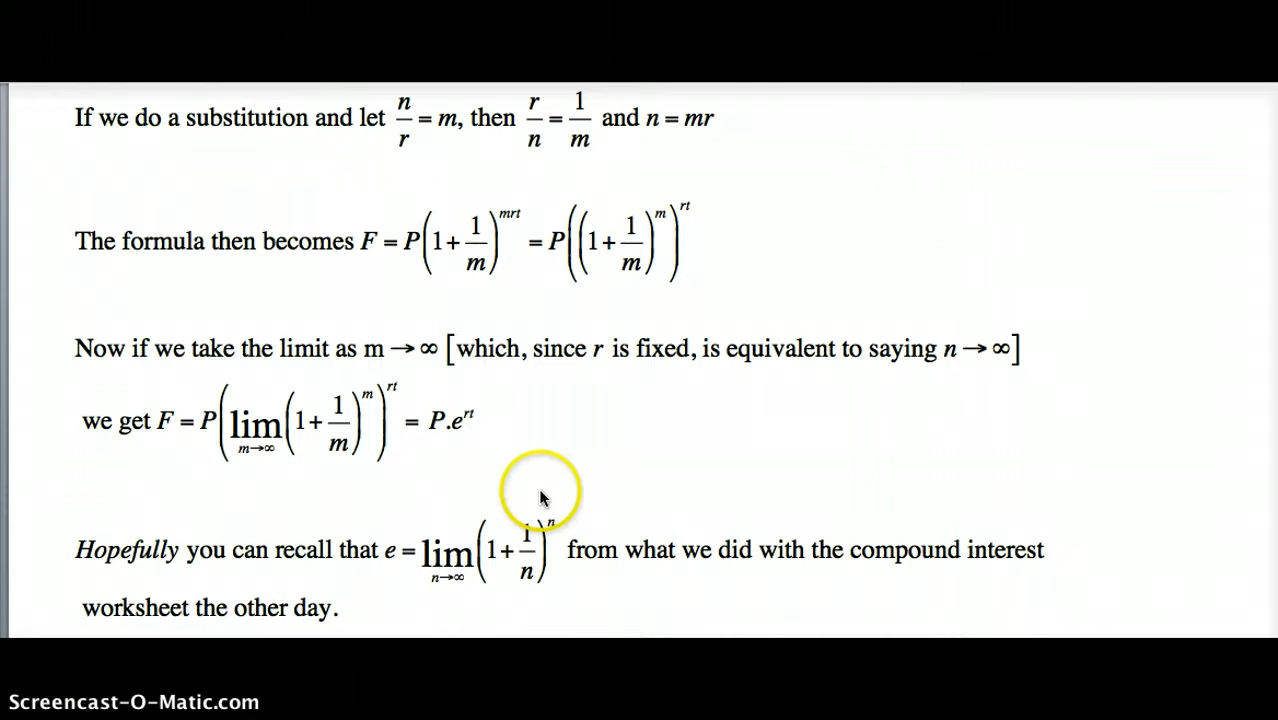 If we do a substitution and let n/r = m, then r/n = 1/m and n = mr
The formula then becomes F = P(1+1/m)^mrt = P((1+1/m)^m)^rt
Now if we take the limit as m → ∞ [which, since r is fixed, is equivalent to saying n → ∞]
we get F = P(lim m→∞ (1+1/m)^m)^rt = P.e^rt
Hopefully you can recall that e = lim n→∞ (1+1/n)^n from what we did with the compound interest
worksheet the other day.
Screencast-O-Matic.com